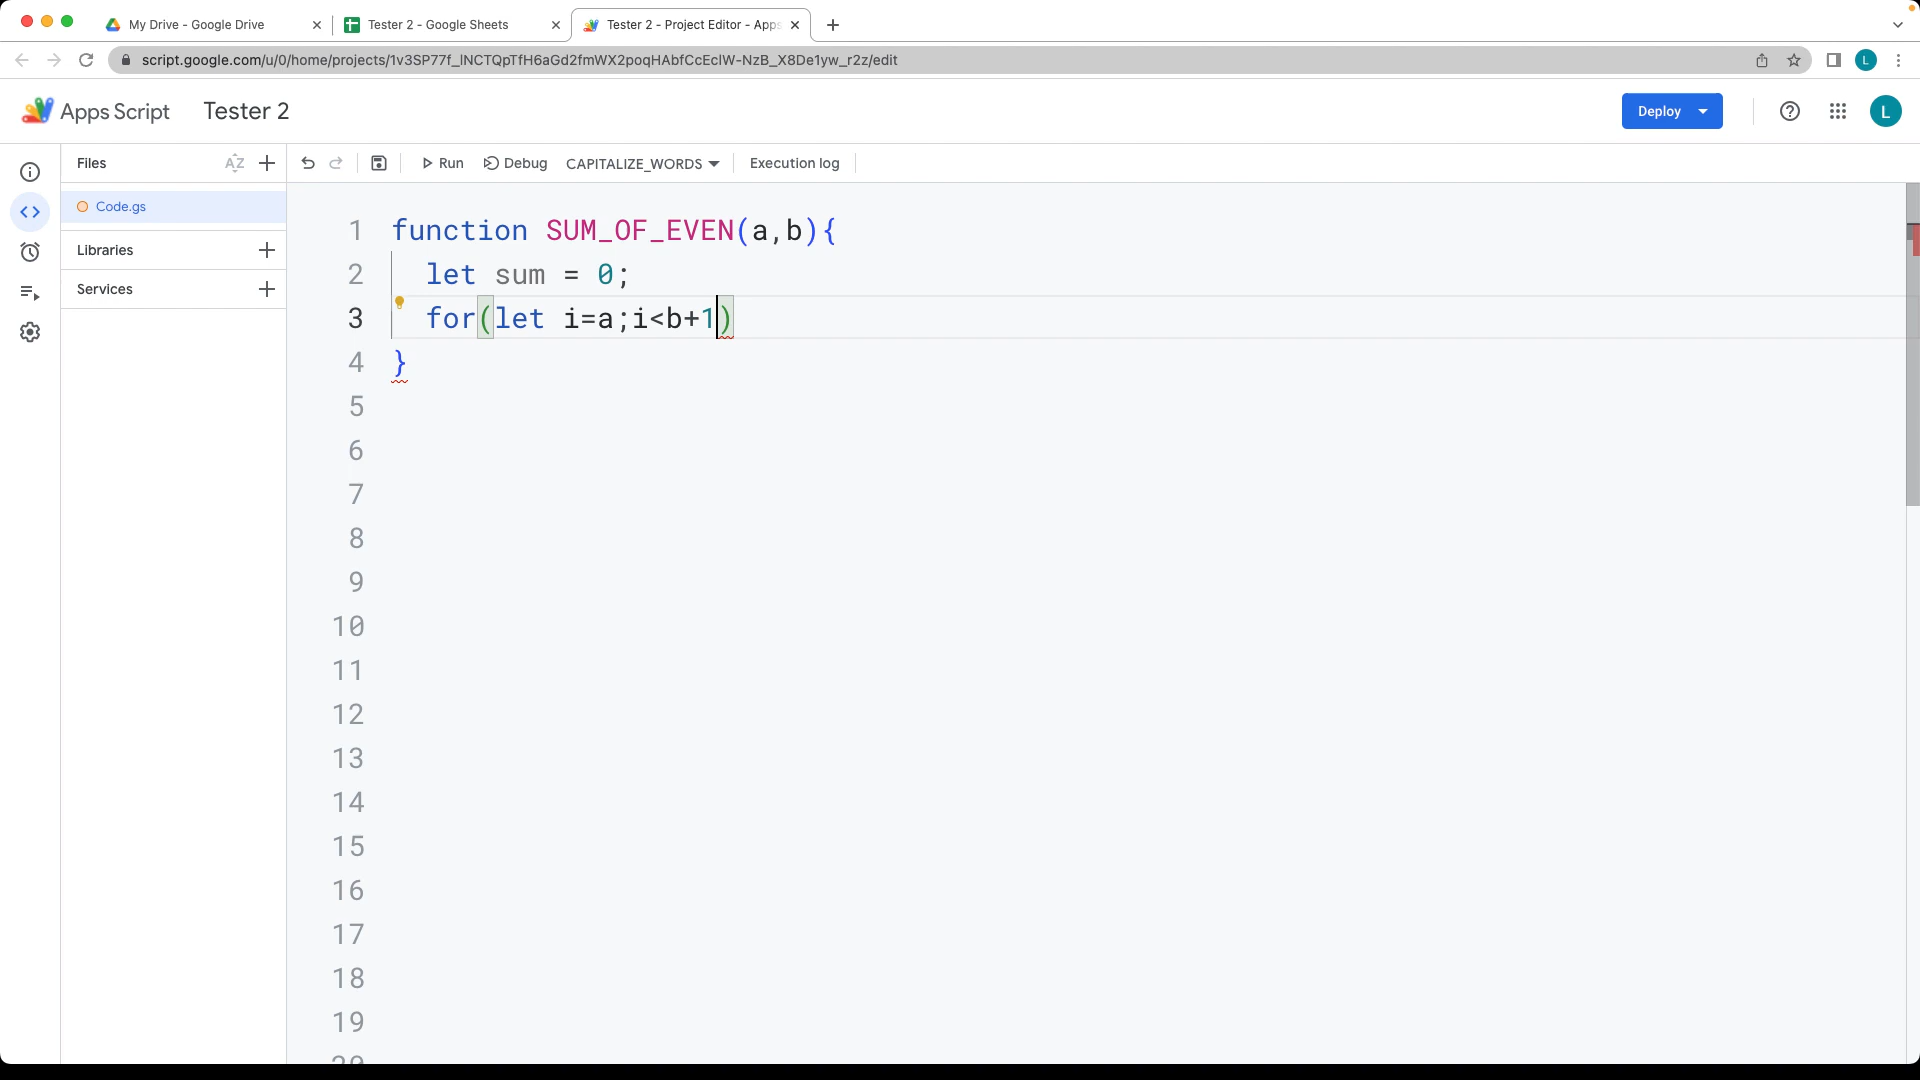 My Drive - Google Drive
Tester 2 - Google Sheets
Tester 2 - Project Editor - Apps
script.google.com/u/0/home/projects/1v3SP77f_lNCTQpTfH6aGd2fmWX2poqHAbfCcEclW-NzB_X8De1yw_r2z/edit
L
Apps Script
Tester 2
Deploy
L
Files
AZ
Run
Debug
CAPITALIZE_WORDS
Execution log
Code.gs
Libraries
Services
1 function SUM_OF_EVEN(a,b){
2 let sum = 0;
3 for(let i=a;i<b+1)
4 }
5
6
7
8
9
10
11
12
13
14
15
16
17
18
19
20